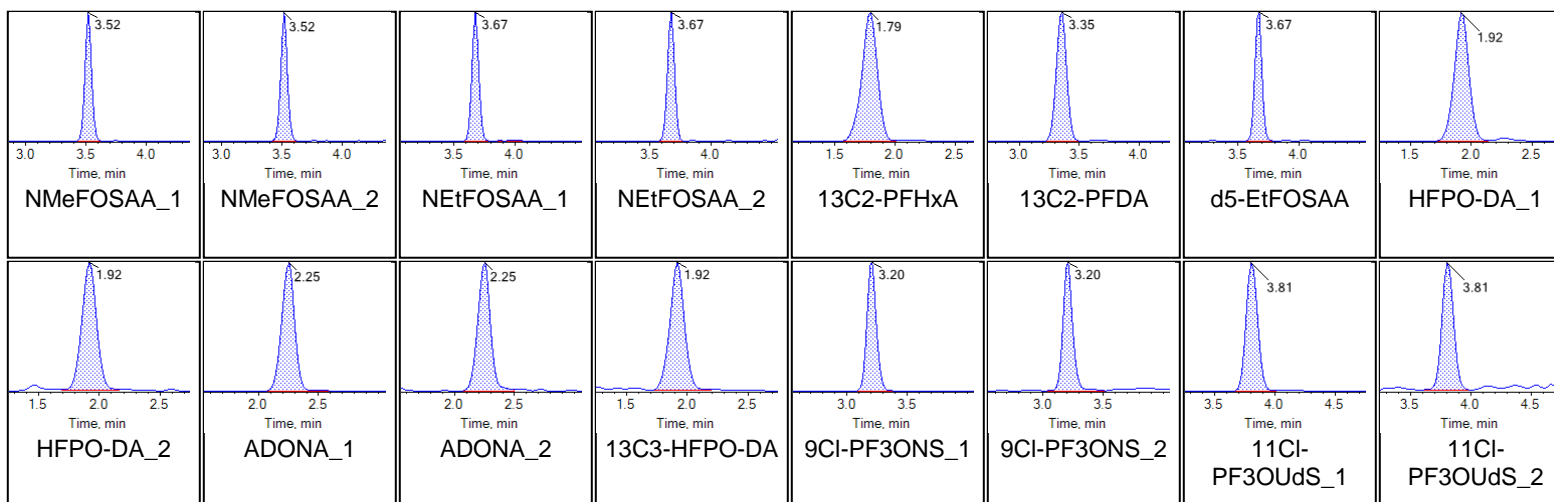 3.52
3.52
3.67
3.67
1.79
3.35
3.67
1.92
3.0 3.5 4.0
3.0 3.5 4.0
3.5 4.0
3.5 4.0
1.5 2.0 2.5
3.0 3.5 4.0
3.5 4.0
1.5 2.0 2.5
Time, min
Time, min
Time, min
Time, min
Time, min
Time, min
Time, min
Time, min
NMeFOSAA_1
NMeFOSAA_2
NEtFOSAA_1
NEtFOSAA_2
13C2-PFHxA
13C2-PFDA
d5-EtFOSAA
HFPO-DA_1
1.92
2.25
2.25
1.92
3.20
3.20
3.81
3.81
1.5 2.0 2.5
2.0 2.5
2.0 2.5
1.5 2.0 2.5
3.0 3.5
3.0 3.5
3.5 4.0 4.5
3.5 4.0 4.5
Time, min
Time, min
Time, min
Time, min
Time, min
Time, min
Time, min
Time, min
HFPO-DA_2
ADONA_1
ADONA_2
13C3-HFPO-DA
9Cl-PF3ONS_1
9Cl-PF3ONS_2
11Cl-
PF3OUdS_1
11Cl-
PF3OUdS_2